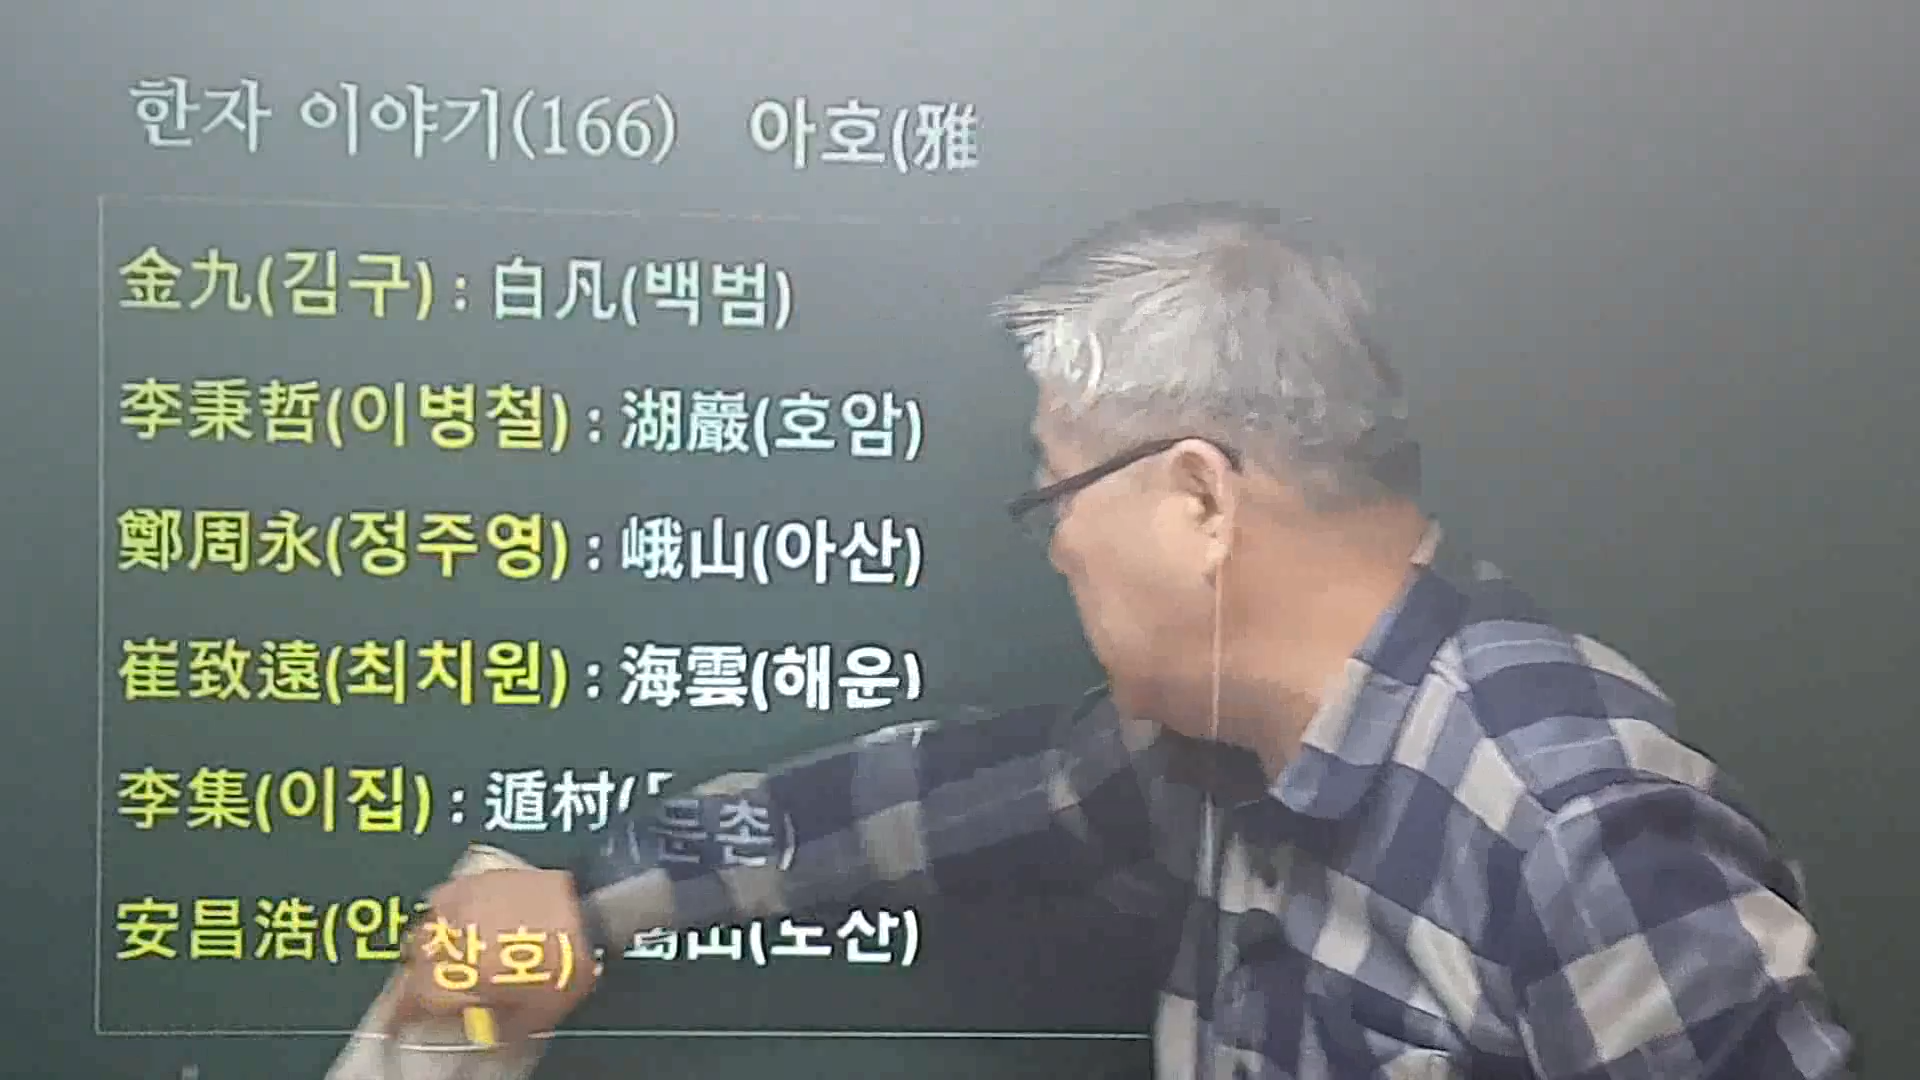 한자 이야기(166) 아호(雅
金九(김구) : 白凡(백범)
李秉哲(이병철) : 湖巖(호암)
鄭周永(정주영) : 峨山(아산)
崔致遠(최치원) : 海雲(해운)
李集(이집) : 遁村(둔촌)
安昌浩(안창호) : 島山(도산)